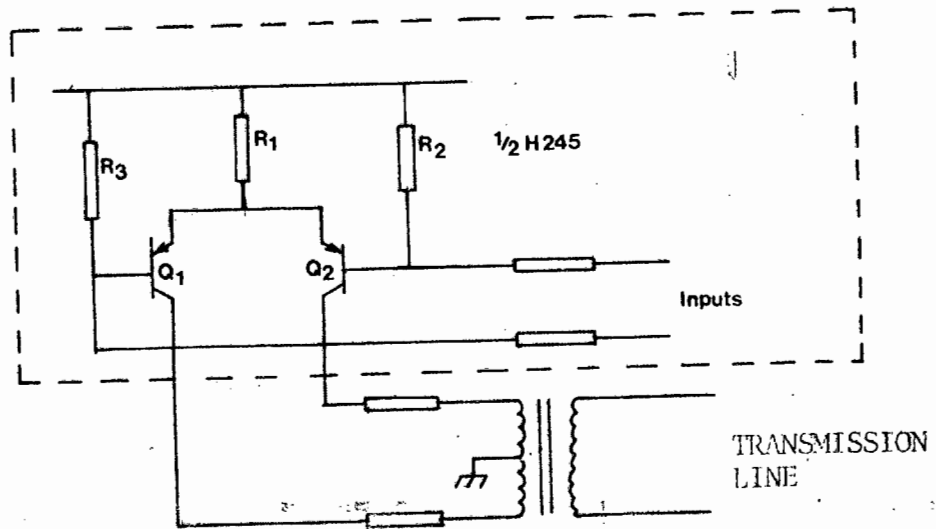 R1
R2
1/2 H245
R3
Q1
Q2
Inputs
TRANSMISSION
LINE